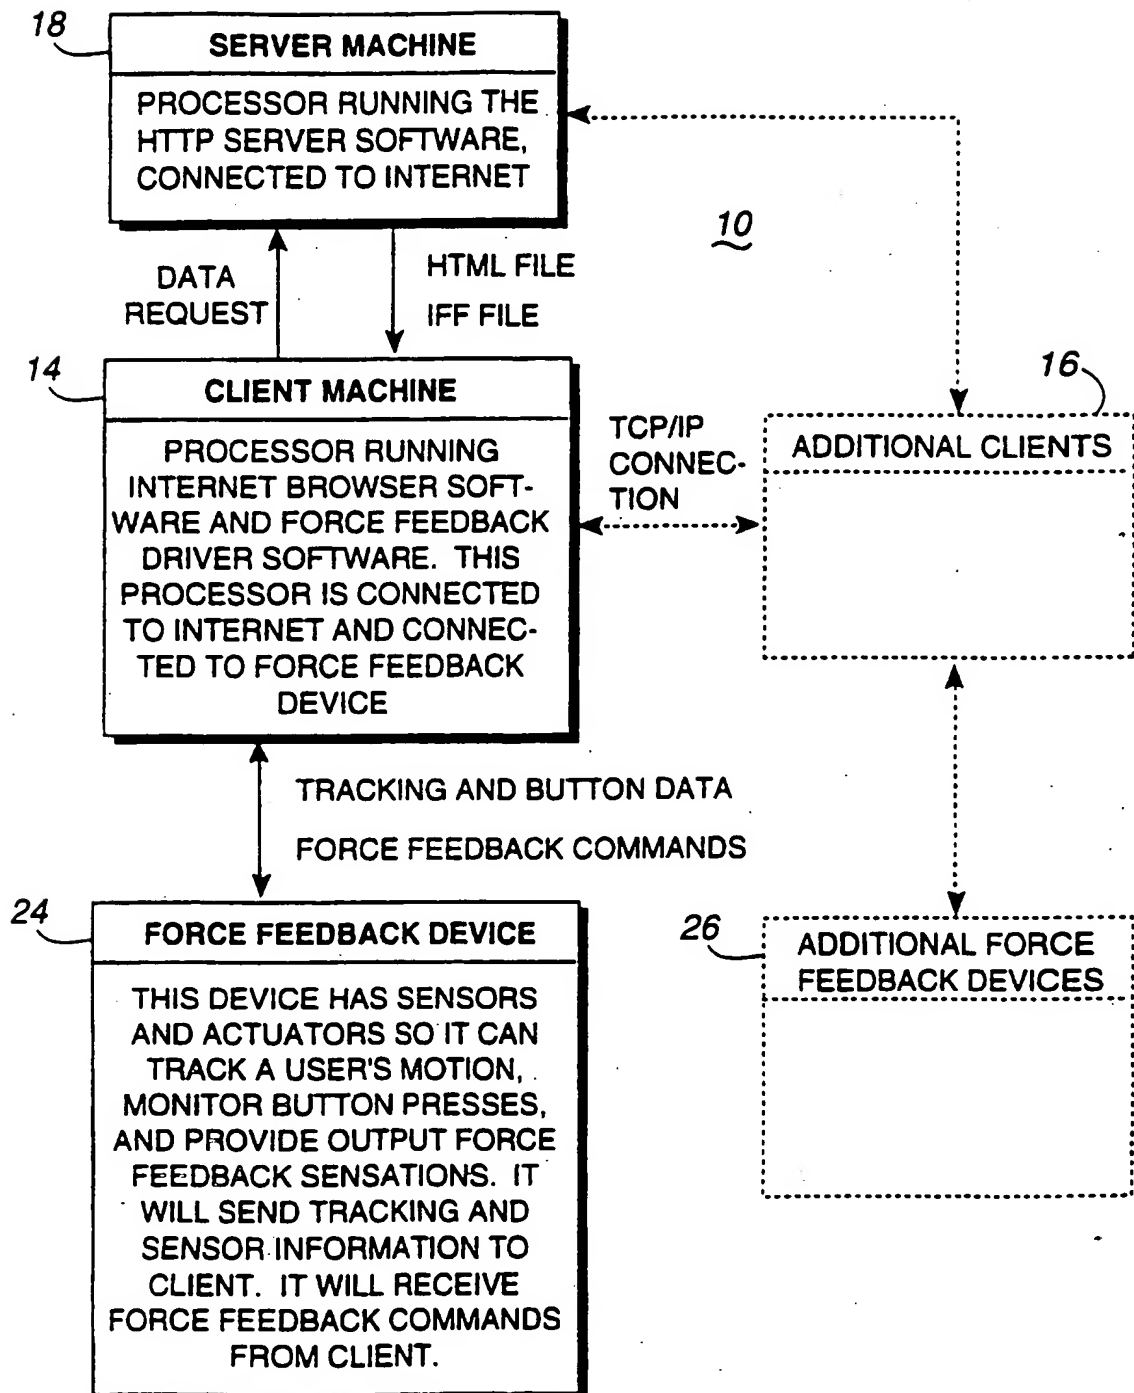 18
SERVER MACHINE
PROCESSOR RUNNING THE
HTTP SERVER SOFTWARE,
CONNECTED TO INTERNET
10
DATA
REQUEST
HTML FILE
IFF FILE
14
CLIENT MACHINE
PROCESSOR RUNNING
INTERNET BROWSER SOFT-
WARE AND FORCE FEEDBACK
DRIVER SOFTWARE. THIS
PROCESSOR IS CONNECTED
TO INTERNET AND CONNEC-
TED TO FORCE FEEDBACK
DEVICE
TCP/IP
CONNEC-
TION
16
ADDITIONAL CLIENTS
TRACKING AND BUTTON DATA
FORCE FEEDBACK COMMANDS
24
FORCE FEEDBACK DEVICE
THIS DEVICE HAS SENSORS
AND ACTUATORS SO IT CAN
TRACK A USER'S MOTION,
MONITOR BUTTON PRESSES,
AND PROVIDE OUTPUT FORCE
FEEDBACK SENSATIONS. IT
WILL SEND TRACKING AND
SENSOR INFORMATION TO
CLIENT. IT WILL RECEIVE
FORCE FEEDBACK COMMANDS
FROM CLIENT.
26
ADDITIONAL FORCE
FEEDBACK DEVICES